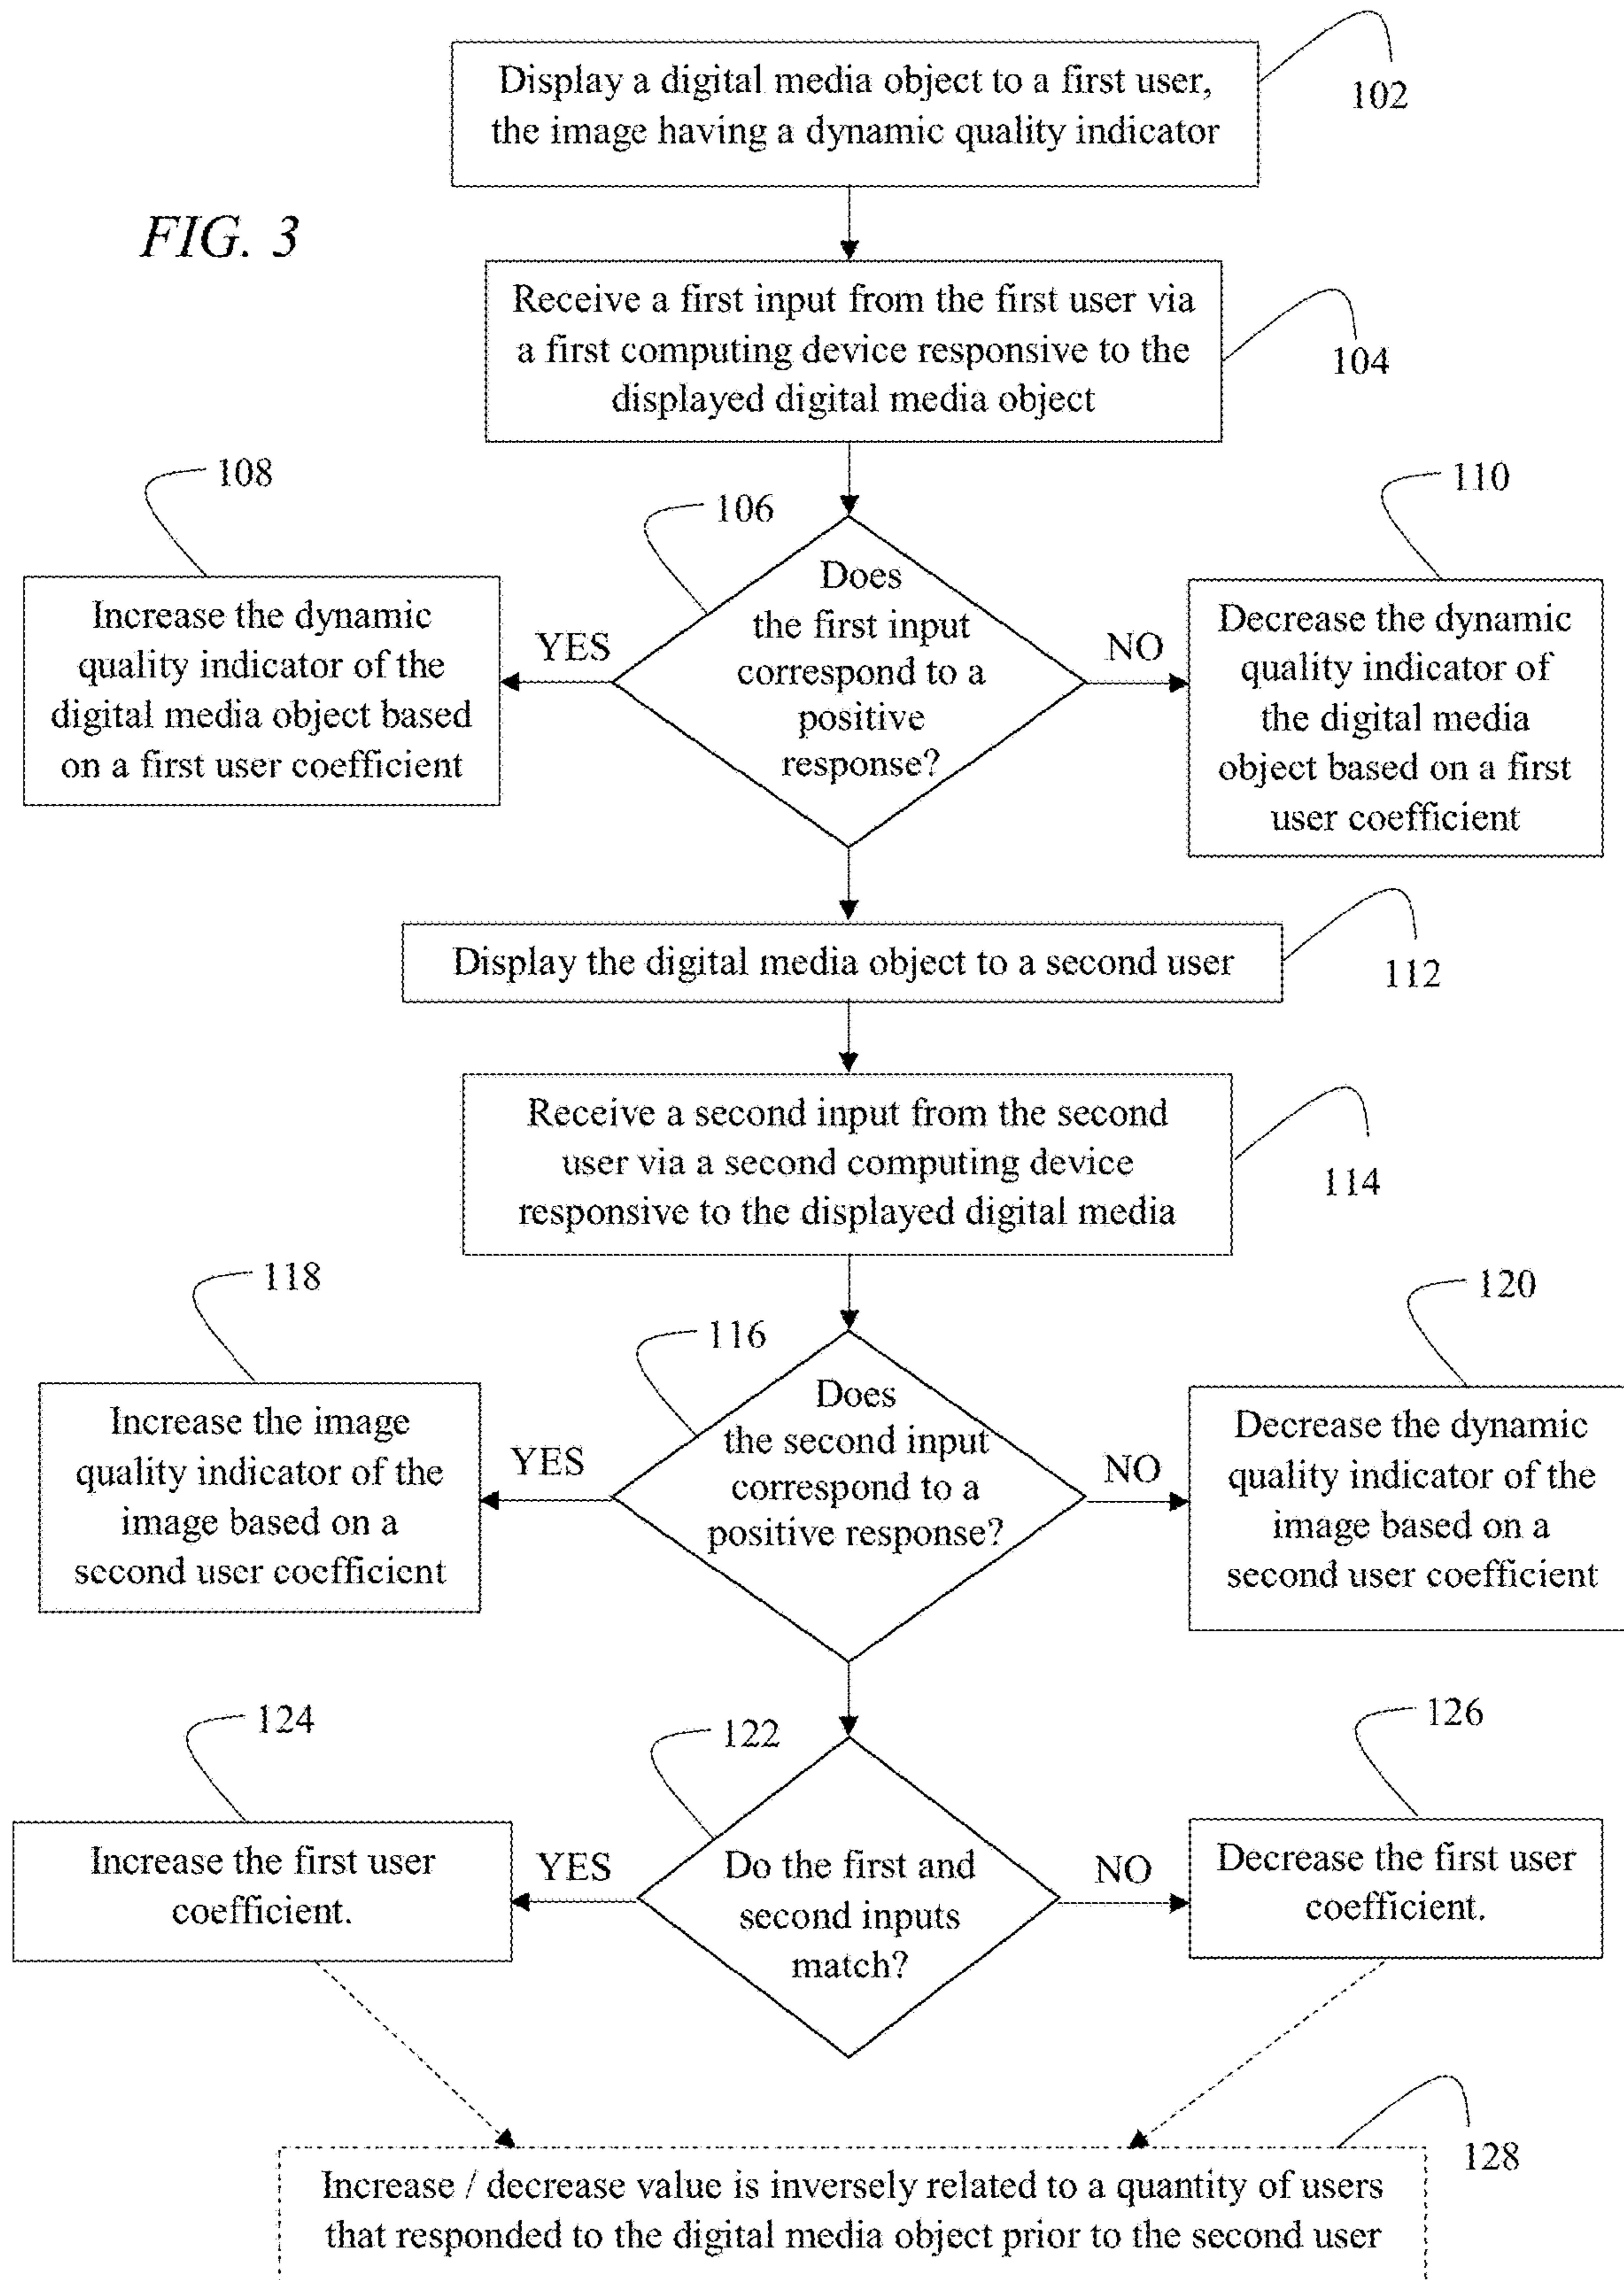 Display a digital media object to a first user,
the image having a dynamic quality indicator
102
FIG. 3
Receive a first input from the first user via
a first computing device responsive to the
displayed digital media object
104
108
106
110
Increase the dynamic
quality indicator of the
digital media object based
on a first user coefficient
YES
Does
the first input
correspond to a
positive
response?
NO
Decrease the dynamic
quality indicator of
the digital media
object based on a first
user coefficient
Display the digital media object to a second user
112
Receive a second input from the second
user via a second computing device
responsive to the displayed digital media
114
118
116
120
Increase the image
quality indicator of the
image based on a
second user coefficient
YES
Does
the second input
correspond to a
positive response?
NO
Decrease the dynamic
quality indicator of the
image based on a
second user coefficient
124
122
126
Increase the first user
coefficient.
YES
Do the first and
second inputs
match?
NO
Decrease the first user
coefficient.
128
Increase / decrease value is inversely related to a quantity of users
that responded to the digital media object prior to the second user